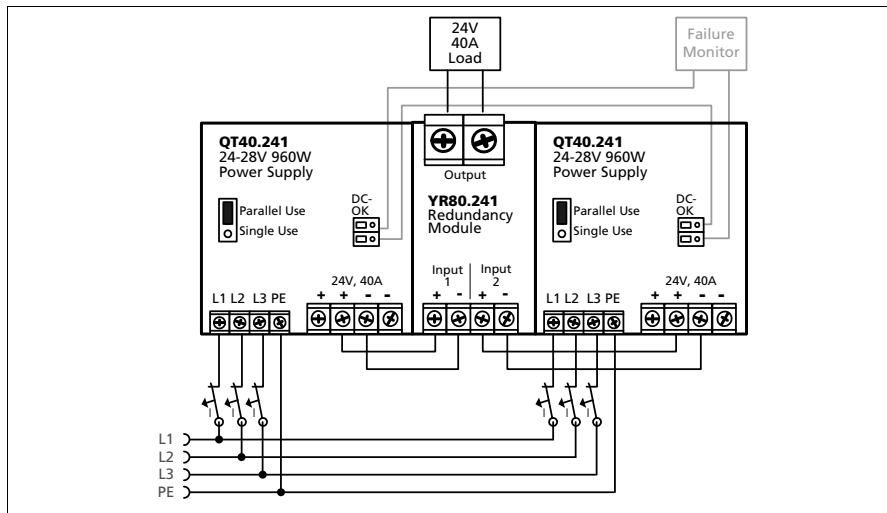 24V
40A
Load
Failure
Monitor
QT40.241
24-28V 960W
Power Supply
Parallel Use
Single Use
DC-
OK
24V, 40A
+ + - -
L1 L2 L3 PE
Output
YR80.241
Redundancy
Module
Input
1
Input
2
+ - + -
QT40.241
24-28V 960W
Power Supply
Parallel Use
Single Use
DC-
OK
24V, 40A
+ + - -
L1 L2 L3 PE
I I I
I I I
L1
L2
L3
PE